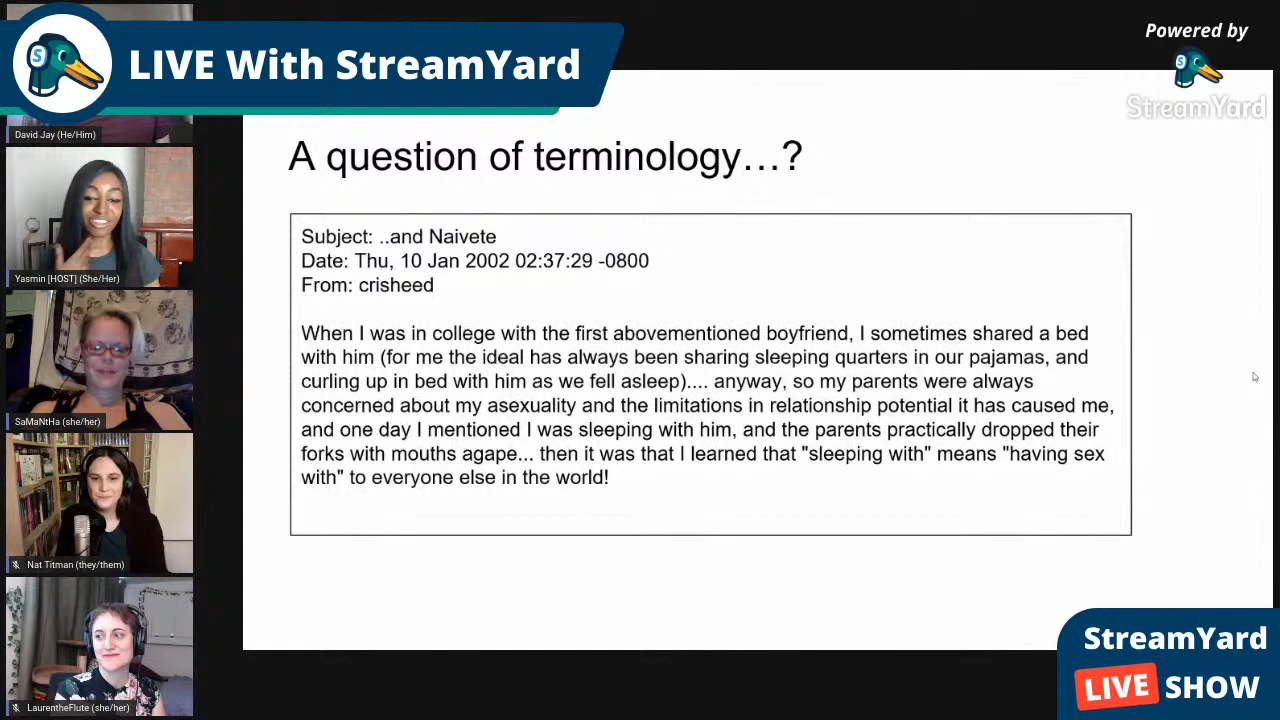 LIVE With StreamYard
Powered by
StreamYard
David Jay (He/Him)
Yasmin [HOST] (She/Her)
SaMaNtHa (she/her)
Nat Titman (they/them)
LaurentheFlute (she/her)
A question of terminology…?
Subject: ..and Naivete
Date: Thu, 10 Jan 2002 02:37:29 -0800
From: crisheed
When I was in college with the first abovementioned boyfriend, I sometimes shared a bed
with him (for me the ideal has always been sharing sleeping quarters in our pajamas, and
curling up in bed with him as we fell asleep).... anyway, so my parents were always
concerned about my asexuality and the limitations in relationship potential it has caused me,
and one day I mentioned I was sleeping with him, and the parents practically dropped their
forks with mouths agape... then it was that I learned that "sleeping with" means "having sex
with" to everyone else in the world!
StreamYard
LIVE SHOW